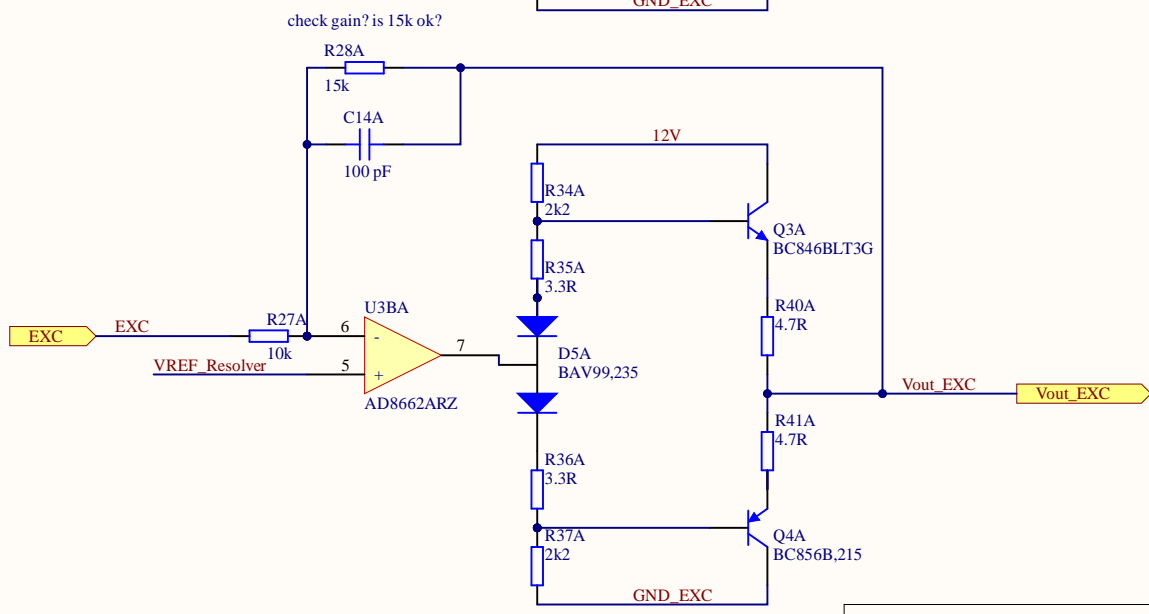 GND_EXC
check gain? is 15k ok?
R28A
15k
C14A
100 pF
12V
R34A
2k2
Q3A
BC846BLT3G
R35A
3.3R
R40A
4.7R
U3BA
EXC
EXC
R27A
10k
6
-
7
VREF_Resolver
5
+
AD8662ARZ
D5A
BAV99,235
Vout_EXC
Vout_EXC
R41A
4.7R
R36A
3.3R
R37A
2k2
Q4A
BC856B,215
GND_EXC